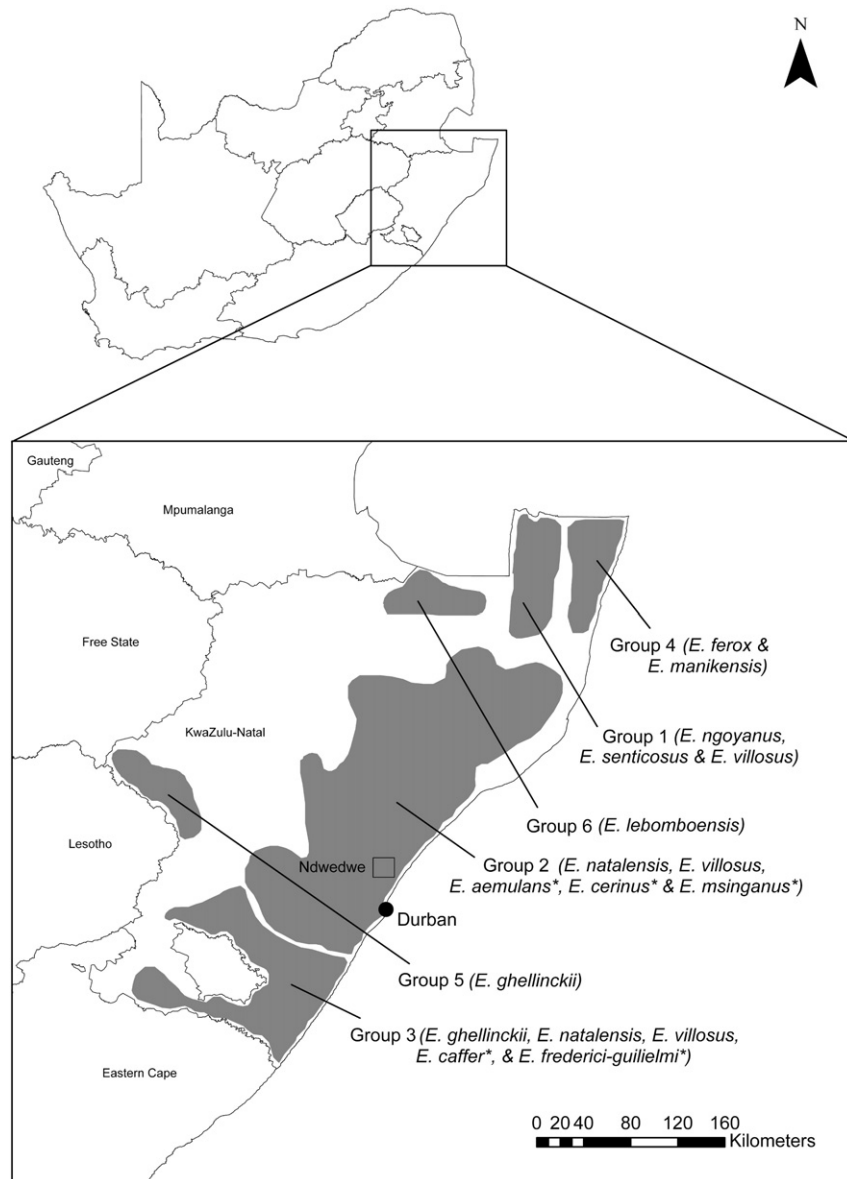 N
Gauteng
Mpumalanga
Free State
Group 4 (E. ferox &
E. manikensis)
KwaZulu-Natal
Group 1 (E. ngoyanus,
E. senticosus & E. villosus)
Group 6 (E. lebomboensis)
Lesotho
Group 2 (E. natalensis, E. villosus,
E. aemulans*, E. cerinus* & E. msinganus*)
Ndwedwe
Durban
Group 5 (E. ghellinckii)
Group 3 (E. ghellinckii, E. natalensis, E. villosus,
E. caffer*, & E. frederici-guilielmi*)
Eastern Cape
0 20 40 80 120 160
Kilometers